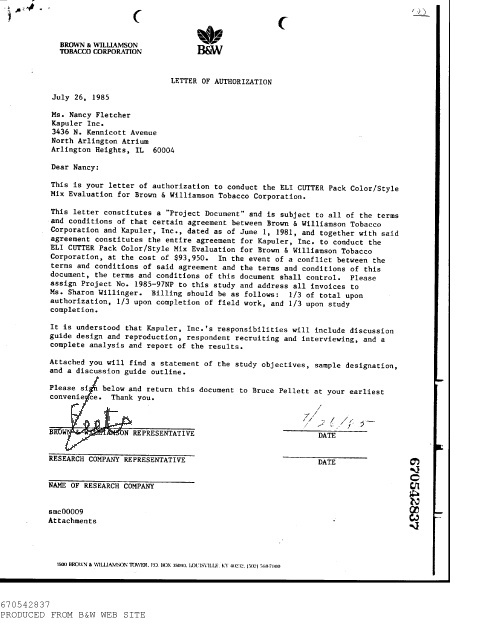 BROWN & WILLIAMSON
TOBACCO CORPORATION
B&W
LETTER OF AUTHORIZATION
July 26, 1985
Ms. Nancy Fletcher
Kapuler Inc.
3436 N. Kennicott Avenue
North Arlington Atrium
Arlington Heights, IL 60004
Dear Nancy:
This is your letter of authorization to conduct the ELI CUTTER Pack Color/Style
Mix Evaluation for Brown & Williamson Tobacco Corporation.
This letter constitutes a "Project Document" and is subject to all of the terms
and conditions of that certain agreement between Brown & Williamson Tobacco
Corporation and Kapuler, Inc., dated as of June 1, 1981, and together with said
agreement constitutes the entire agreement for Kapuler, Inc. to conduct the
ELI CUTTER Pack Color/Style Mix Evaluation for Brown & Williamson Tobacco
Corporation, at the cost of $93,950. In the event of a conflict between the
terms and conditions of said agreement and the terms and conditions of this
document, the terms and conditions of this document shall control. Please
assign Project No. 1985-97NP to this study and address all invoices to
Ms. Sharon Willinger. Billing should be as follows: 1/3 of total upon
authorization, 1/3 upon completion of field work, and 1/3 upon study
completion.
It is understood that Kapuler, Inc.'s responsibilities will include discussion
guide design and reproduction, respondent recruiting and interviewing, and a
complete analysis and report of the results.
Attached you will find a statement of the study objectives, sample designation,
and a discussion guide outline.
Please sign below and return this document to Bruce Pellett at your earliest
convenience. Thank you.
7/26/85
BROWN & WILLIAMSON REPRESENTATIVE DATE
RESEARCH COMPANY REPRESENTATIVE DATE
NAME OF RESEARCH COMPANY
smc00009
Attachments
670542837
1500 BROWN & WILLIAMSON TOWER, P.O. BOX 35090, LOUISVILLE, KY 40232, (502) 568-7000
670542837
PRODUCED FROM B&W WEB SITE